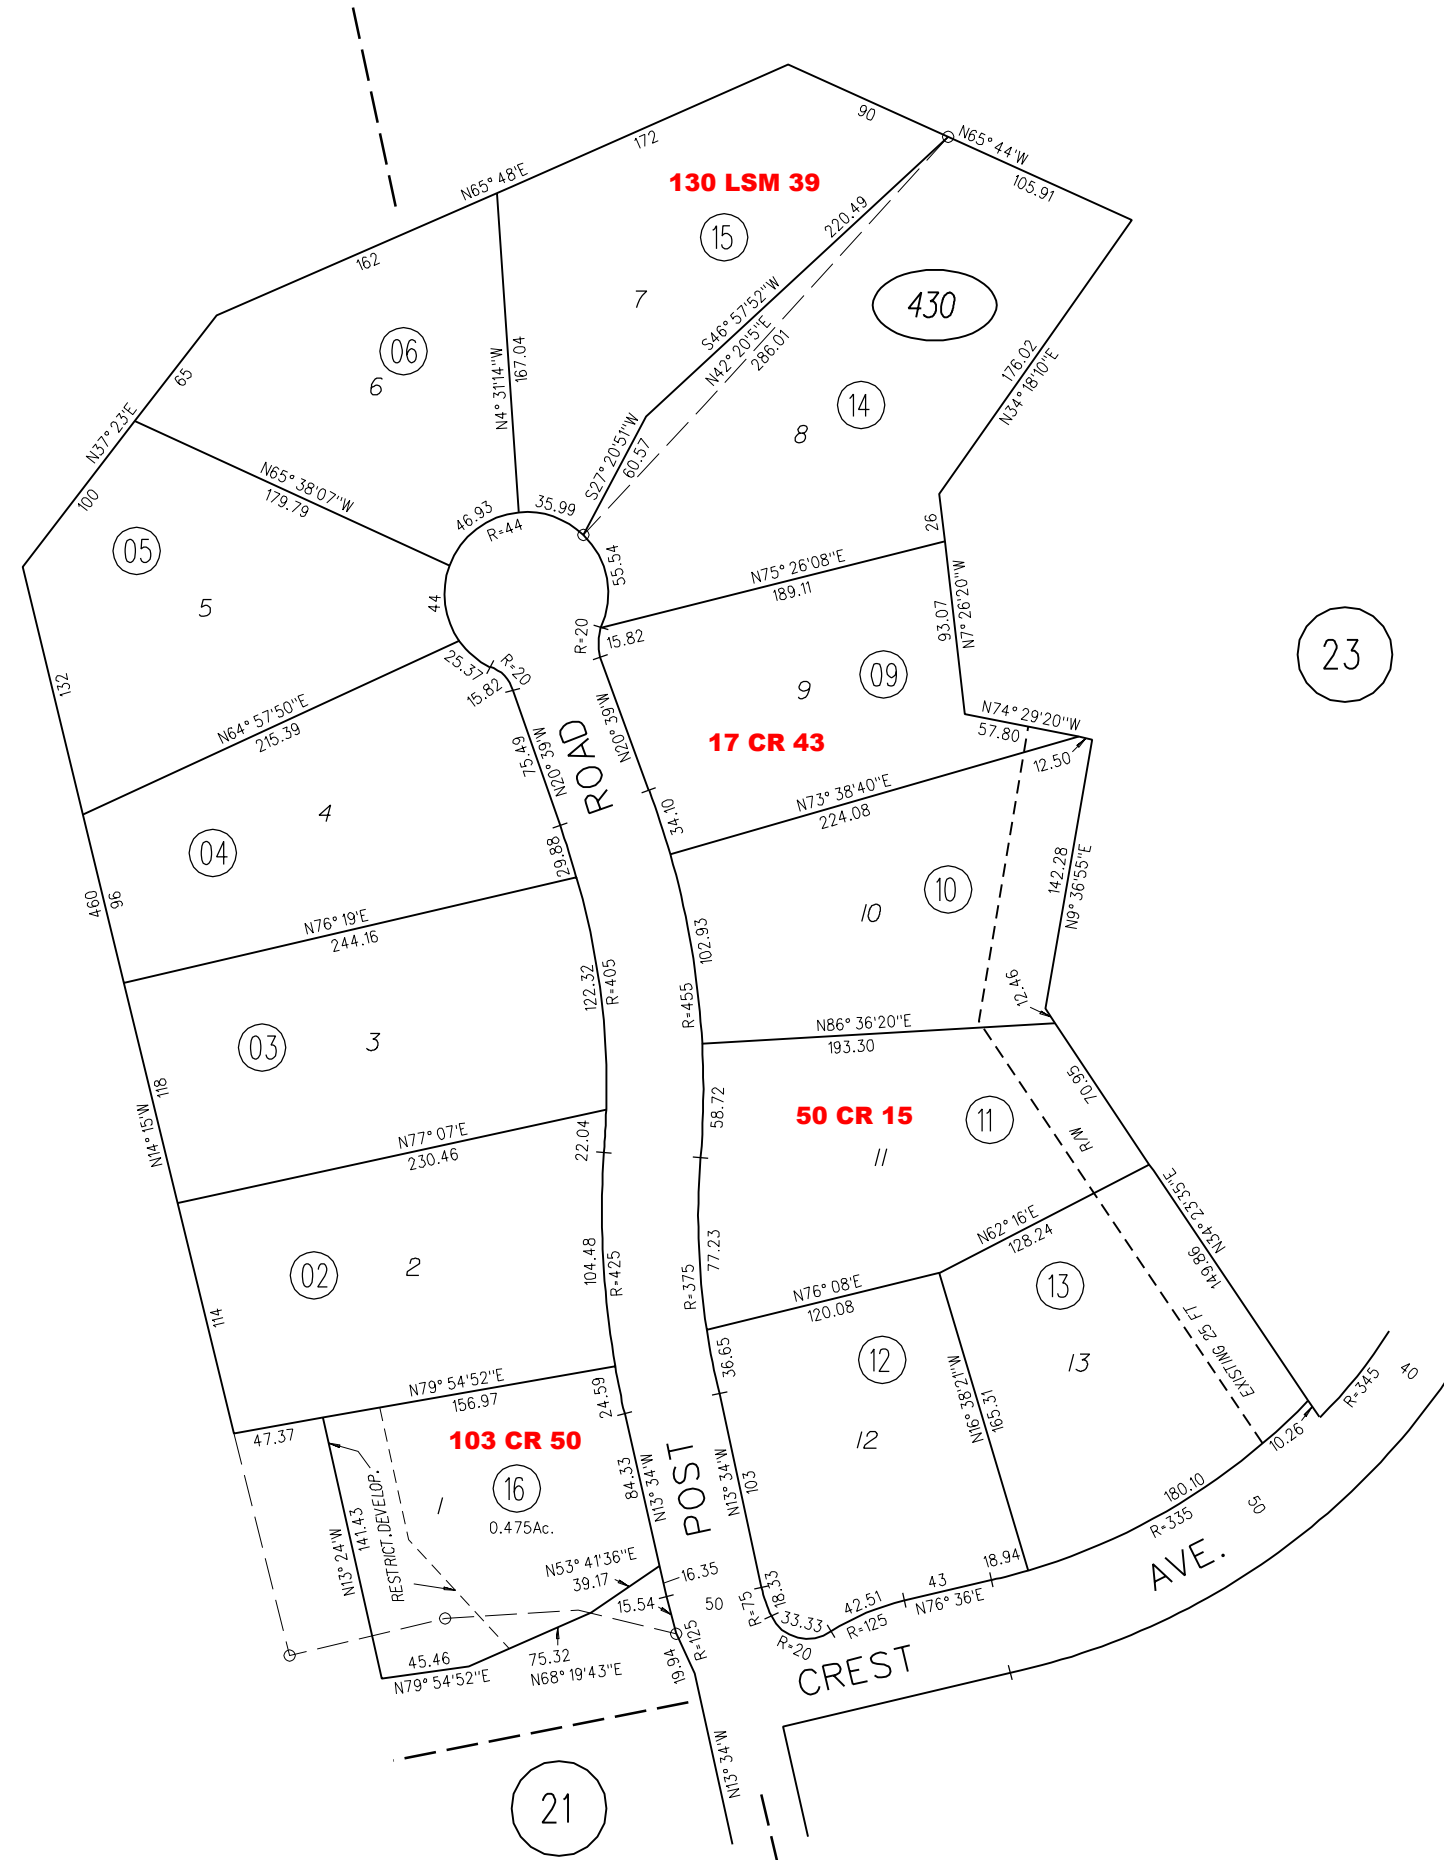 90
N65° 44'W
105.91
172
N65° 48'E
130 LSM 39
15
220.49
162
7
S46° 57'52"W
N42° 20'5"E
286.01
430
06
6
N4° 31'14"W
167.04
65
176.02
N34° 18'10"E
N37° 23'E
100
14
8
S27° 20'51"W
60.57
N65° 38'07"W
179.79
46.93
R=44
35.99
26
05
5
55.54
N75° 26'08"E
189.11
44
93.07
N7° 26'20"W
R=20
15.82
25.37
R=20
15.82
23
132
N64° 57'50"E
215.39
9
09
N20° 39'W
75.49
N20° 39'W
ROAD
17 CR 43
N74° 29'20"W
57.80
12.50
4
04
34.10
N73° 38'40"E
224.08
29.88
460
96
10
10
142.28
N9° 36'55"E
N76° 19'E
244.16
102.93
122.32
R=405
R=455
12.46
03
3
N86° 36'20"E
193.30
118
N14° 15'W
58.72
70.95
50 CR 15
11
11
R/W
N77° 07'E
230.46
22.04
N62° 16'E
128.24
N34° 23'35"E
149.86
02
2
104.48
R=425
77.23
R=375
N76° 08'E
120.08
13
13
114
EXISTING 25 FT
36.65
12
12
N16° 38'21"W
165.31
R=345
40
N79° 54'52"E
156.97
24.59
47.37
103 CR 50
10.26
16
0.475Ac.
1
84.33
N13° 34'W
POST
N13° 34'W
103
180.10
R=335
50
RESTRICT.DEVELOP.
N13° 24'W
141.43
N53° 41'36"E
39.17
16.35
18.94
AVE.
15.54
50
R=75
18.33
33.33
R=20
42.51
R=125
43
N76° 36'E
R=125
19.94
45.46
N79° 54'52"E
75.32
N68° 19'43"E
CREST
N13° 34'W
21